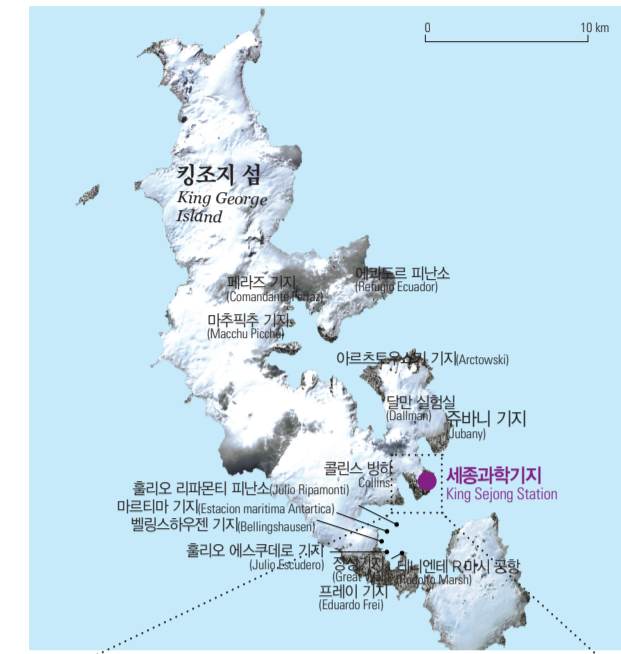 0 10 km
킹조지 섬
King George
Island
에콰도르 피난소
(Refugio Ecuador)
페라즈 기지
(Comandante Ferraz)
마추픽추 기지
(Macchu Picchu)
아르츠토우스키 기지(Arctowski)
달만 실험실
(Dallman)
쥬바니 기지
(Jubany)
콜린스 빙하
Collins
세종과학기지
King Sejong Station
훌리오 리파몬티 피난소(Julio Ripamonti)
마르티마 기지(Estacion maritima Antartica)
벨링스하우젠 기지(Bellingshausen)
훌리오 에스쿠데로 기지
(Julio Escudero)
장성기지
(Great Wall)
테니엔테 R.마시 공항
(Rodolfo Marsh)
프레이 기지
(Eduardo Frei)